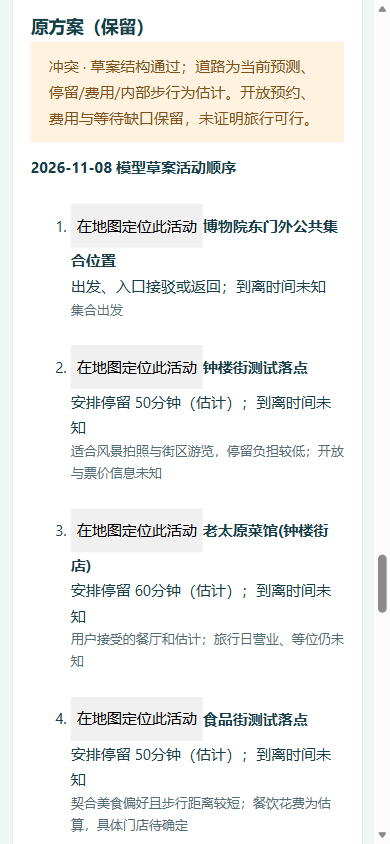 原方案（保留）
冲突 · 草案结构通过；道路为当前预测、
停留/费用/内部步行为估计。开放预约、
费用与等待缺口保留，未证明旅行可行。
2026-11-08 模型草案活动顺序
1. 在地图定位此活动 博物院东门外公共集
合位置
出发、入口接驳或返回；到离时间未知
集合出发
2. 在地图定位此活动 钟楼街测试落点
安排停留 50分钟（估计）；到离时间未
知
适合风景拍照与街区游览，停留负担较低；开放
与票价信息未知
3. 在地图定位此活动 老太原菜馆(钟楼街
店)
安排停留 60分钟（估计）；到离时间未
知
用户接受的餐厅和估计；旅行日营业、等位仍未
知
4. 在地图定位此活动 食品街测试落点
安排停留 50分钟（估计）；到离时间未
知
契合美食偏好且步行距离较短；餐饮花费为估
算，具体门店待确定